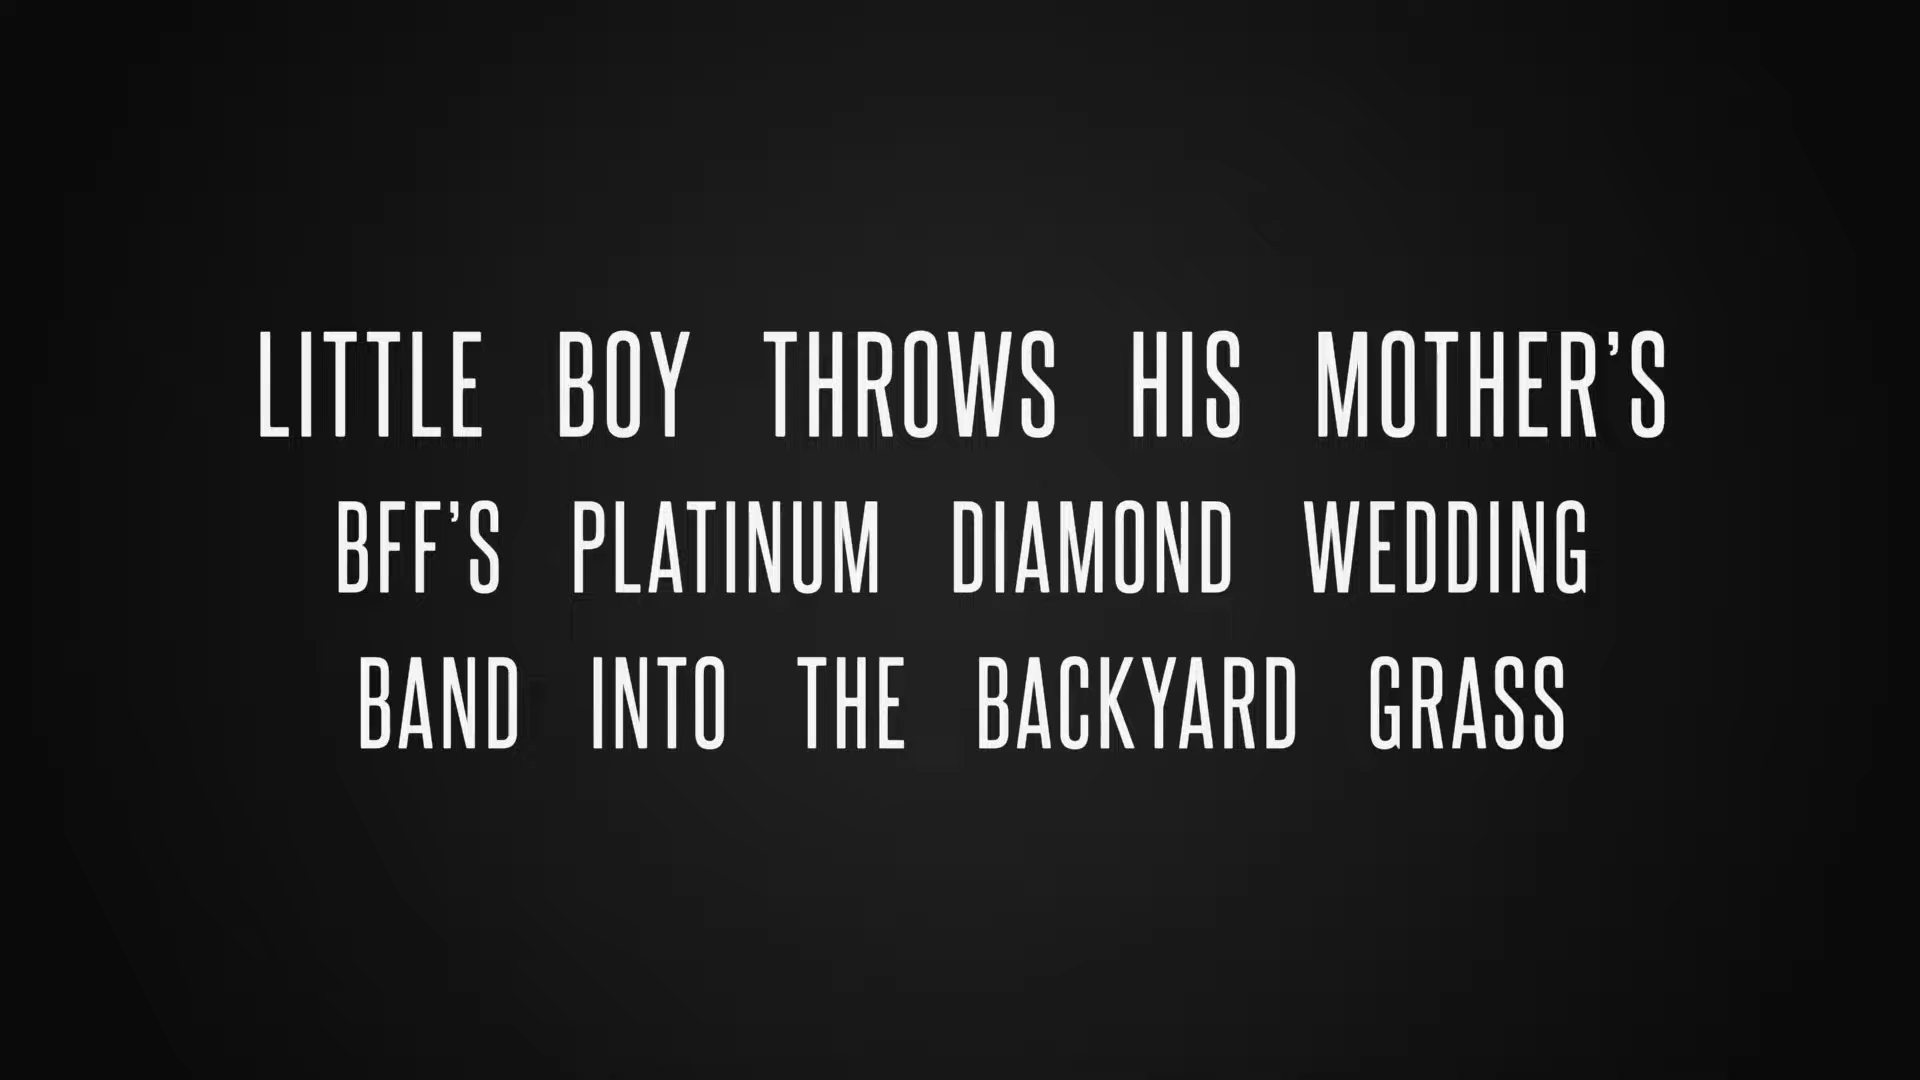 LITTLE BOY THROWS HIS MOTHER’S
BFF’S PLATINUM DIAMOND WEDDING
BAND INTO THE BACKYARD GRASS